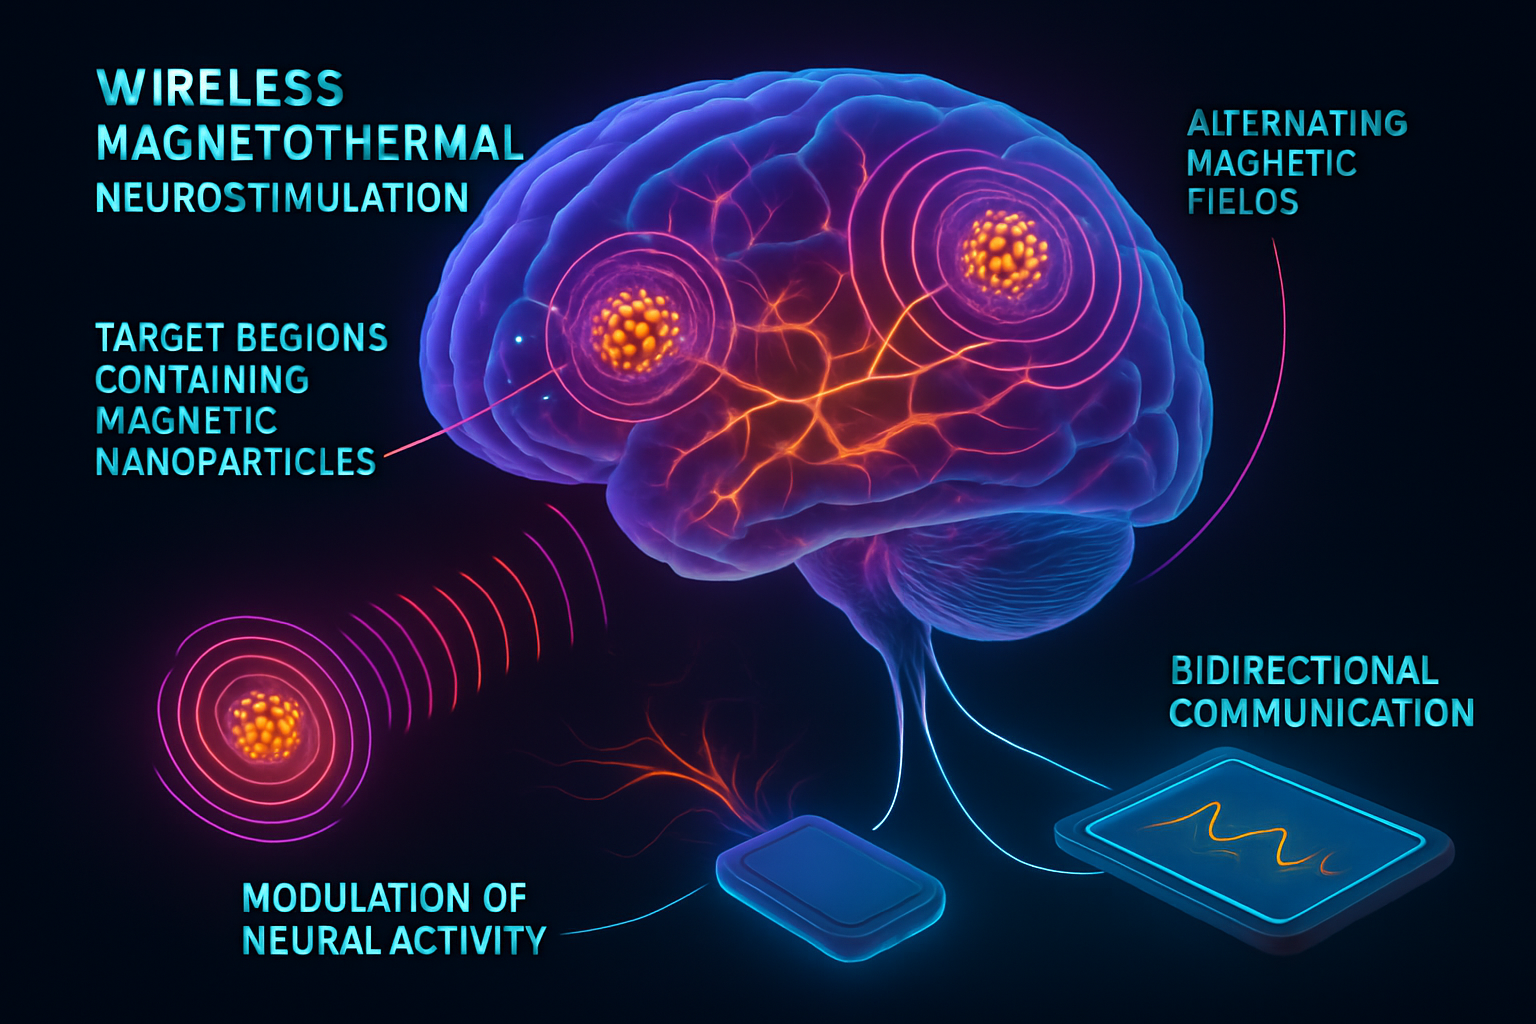 WIRELESS
MAGNETOTHERMAL
NEUROSTIMULATION
ALTERNATING
MAGHETIC
FIELOS
TARGET BEGIONS
CONTAINING
MAGNETIC
NANOPARTICLES
BIDIRECTIONAL
COMMUNICATION
MODULATION OF
NEURAL ACTIVITY